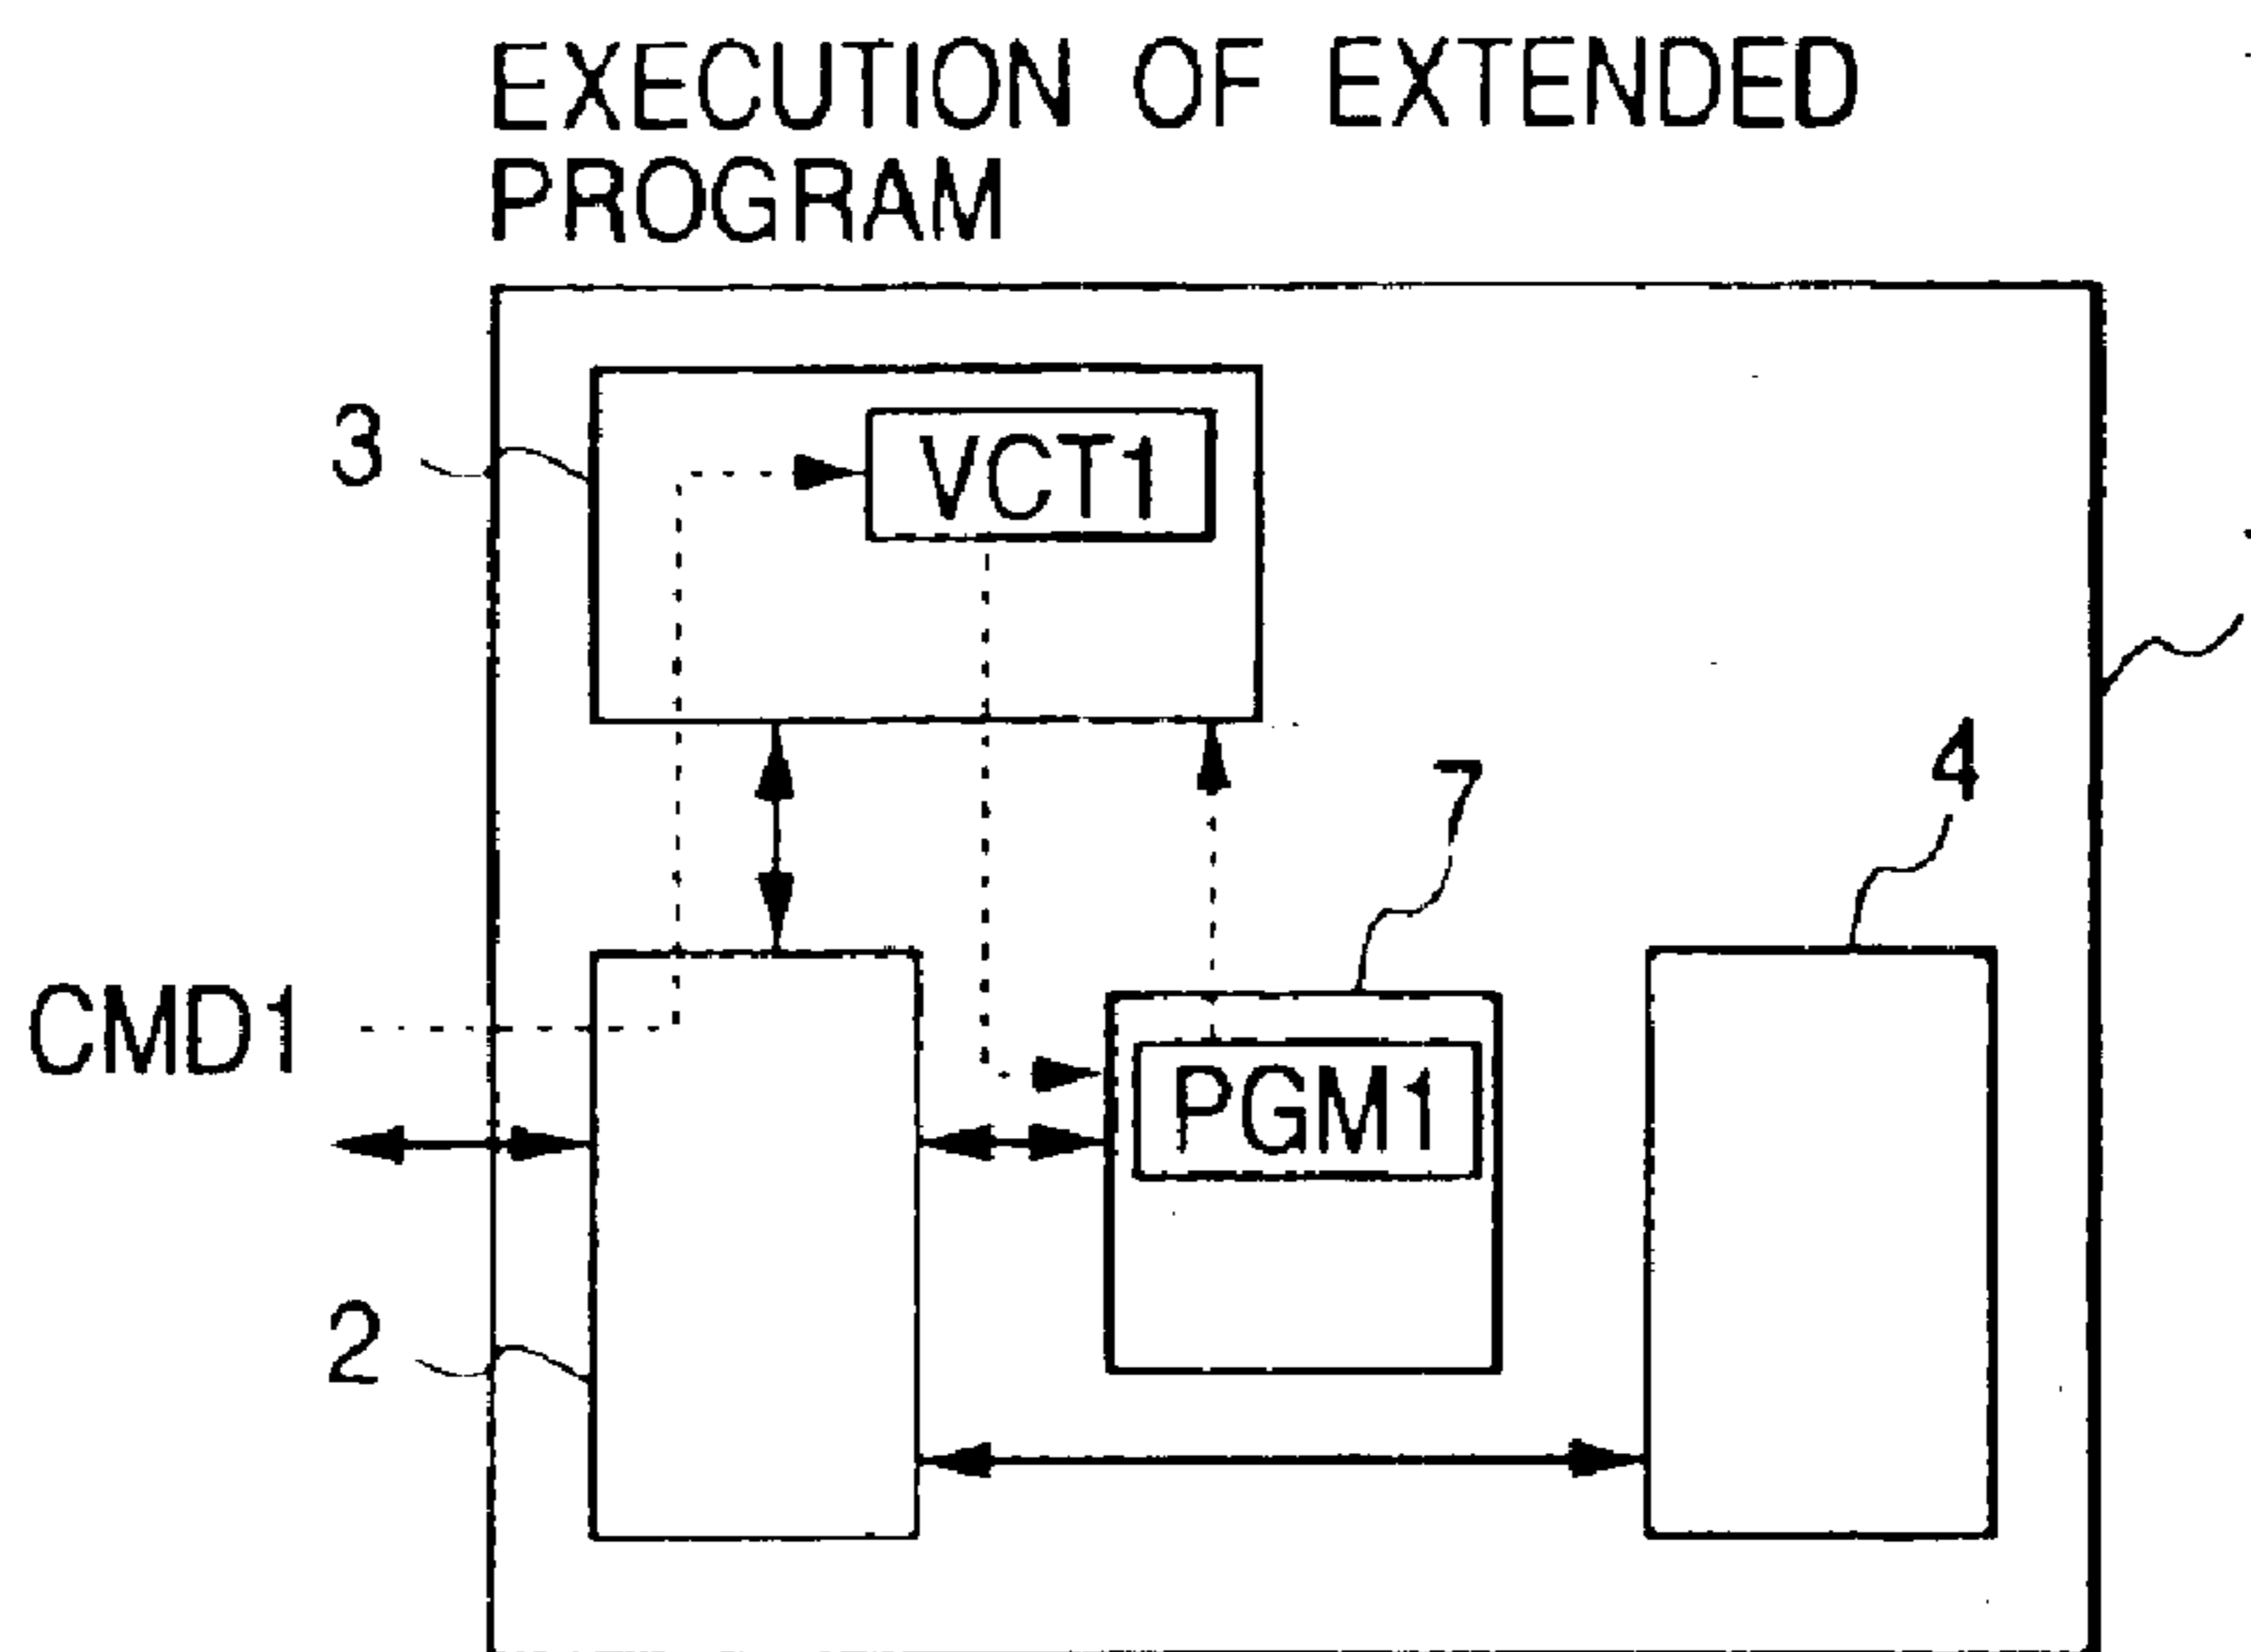 EXECUTION OF EXTENDED
PROGRAM
3
VCT1
7
4
CMD1
PGM1
2